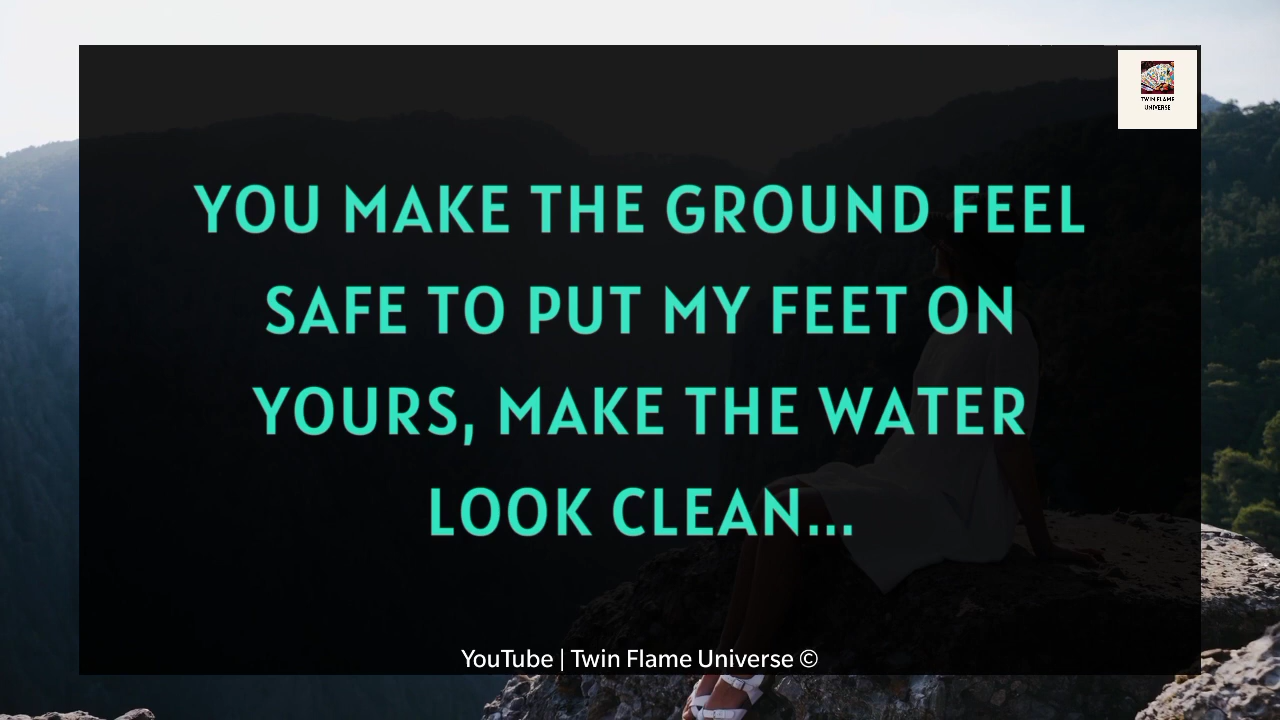 TWIN FLAME
UNIVERSE
YOU MAKE THE GROUND FEEL
SAFE TO PUT MY FEET ON
YOURS, MAKE THE WATER
LOOK CLEAN...
YouTube | Twin Flame Universe ©